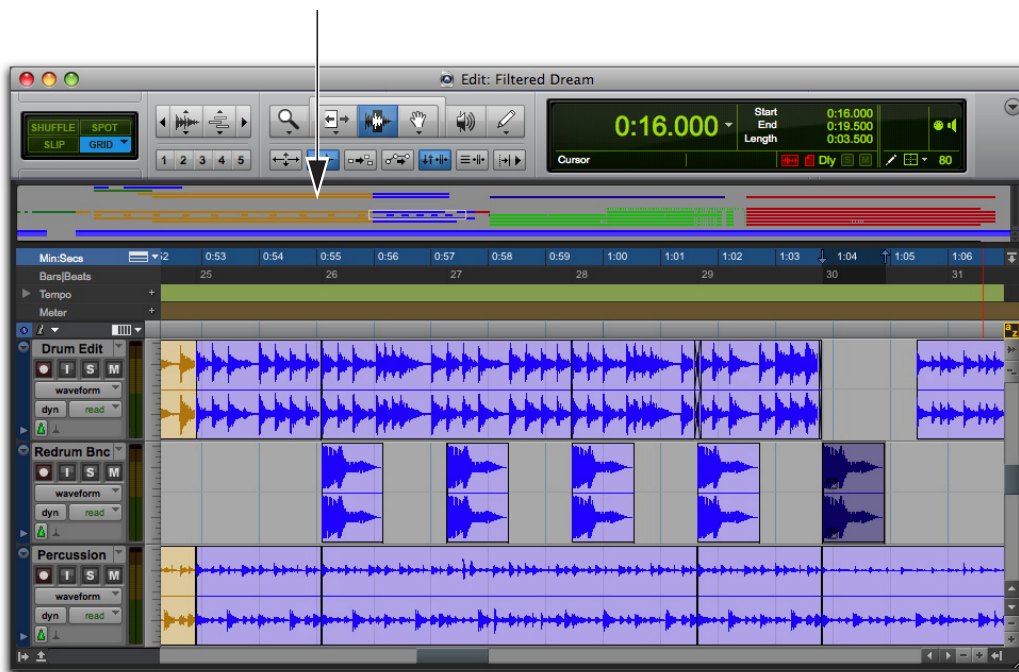 Edit: Filtered Dream
SHUFFLE SPOT
SLIP GRID
1 2 3 4 5
0:16.000
Start 0:16.000
End 0:19.500
Length 0:03.500
Cursor
Dly S M
80
Min:Secs
52 0:53 0:54 0:55 0:56 0:57 0:58 0:59 1:00 1:01 1:02 1:03 1:04 1:05 1:06
Bars|Beats
25 26 27 28 29 30 31
Tempo +
Meter +
a z
Drum Edit
I S M
waveform
dyn read
Redrum Bnc
I S M
waveform
dyn read
Percussion
I S M
waveform
dyn read